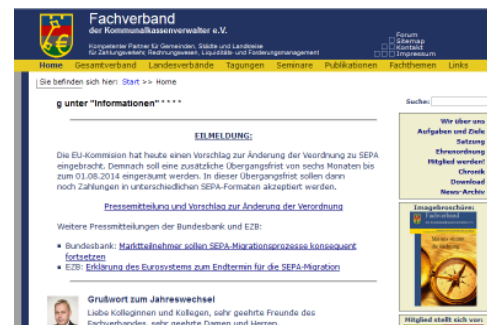 Fachverband
der Kommunalkassenverwalter e.V.
Kompetenter Partner für Gemeinden, Städte und Landkreise
für Zahlungsverkehr, Rechnungswesen, Liquiditäts- und Forderungsmanagement
Forum
Sitemap
Kontakt
Impressum
Home Gesamtverband Landesverbände Tagungen Seminare Publikationen Fachthemen Links
Sie befinden sich hier: Start >> Home
g unter "Informationen" * * * *
EILMELDUNG:
Die EU-Kommision hat heute einen Vorschlag zur Änderung der Veordnung zu SEPA
eingebracht. Demnach soll eine zusätzliche Übergangsfrist von sechs Monaten bis
zum 01.08.2014 eingeräumt werden. In dieser Übergangsfrist sollen dann
noch Zahlungen in unterschiedlichen SEPA-Formaten akzeptiert werden.
Pressemitteilung und Vorschlag zur Änderung der Verordnung
Weitere Pressemitteilungen der Bundesbank und EZB:
Bundesbank: Marktteilnehmer sollen SEPA-Migrationsprozesse konsequent
fortsetzen
EZB: Erklärung des Eurosystems zum Endtermin für die SEPA-Migration
Grußwort zum Jahreswechsel
Liebe Kolleginnen und Kollegen, sehr geehrte Freunde des
Fachverbandes, sehr geehrte Damen und Herren
Suche:
Wir über uns
Aufgaben und Ziele
Satzung
Ehrenordnung
Mitglied werden!
Chronik
Download
News-Archiv
Imagebroschüre:
Fachverband
Mitglied stellt sich vor: